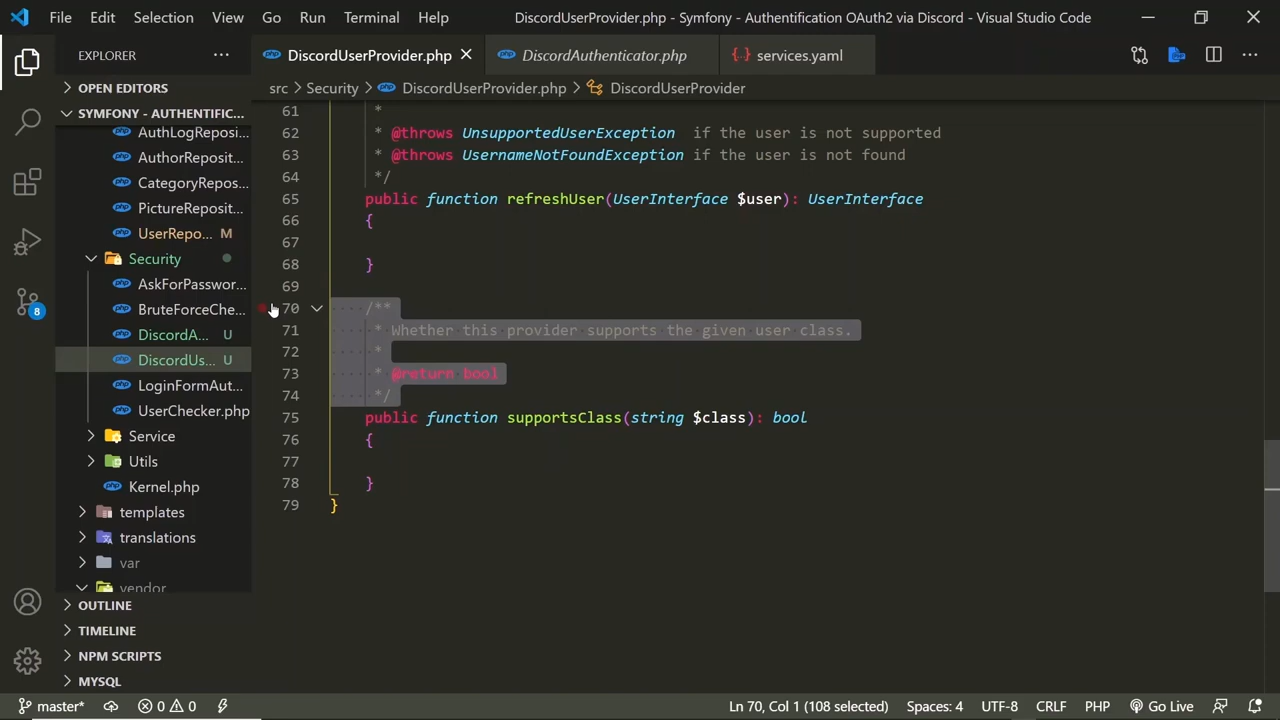 File Edit Selection View Go Run Terminal Help DiscordUserProvider.php - Symfony - Authentification OAuth2 via Discord - Visual Studio Code
EXPLORER ···
DiscordUserProvider.php DiscordAuthenticator.php services.yaml
OPEN EDITORS
src > Security > DiscordUserProvider.php > DiscordUserProvider
SYMFONY - AUTHENTIFIC...
AuthLogReposi...
AuthorReposit...
CategoryRepos...
PictureReposit...
UserRepo... M
Security
AskForPasswor...
BruteForceChe...
DiscordA... U
DiscordUs... U
LoginFormAut...
UserChecker.php
Service
Utils
Kernel.php
templates
translations
var
vendor
OUTLINE
TIMELINE
NPM SCRIPTS
MYSQL
8
61 *
62 * @throws UnsupportedUserException  if the user is not supported
63 * @throws UsernameNotFoundException if the user is not found
64 */
65 public function refreshUser(UserInterface $user): UserInterface
66 {
67
68 }
69
70 /**
71 * Whether this provider supports the given user class.
72 *
73 * @return bool
74 */
75 public function supportsClass(string $class): bool
76 {
77
78 }
79 }
master* 0 0 Ln 70, Col 1 (108 selected) Spaces: 4 UTF-8 CRLF PHP Go Live